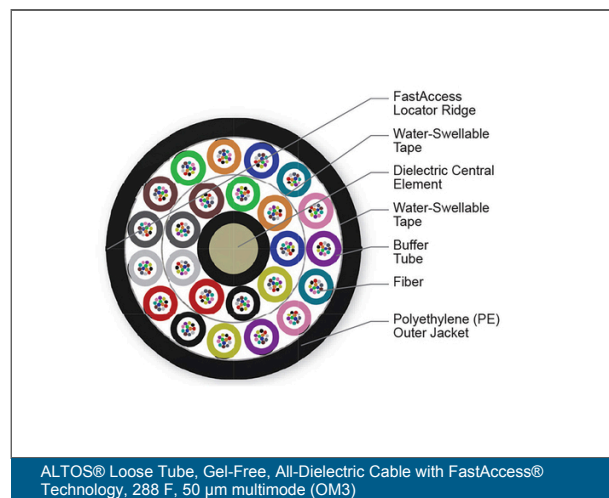 FastAccess
Locator Ridge
Water-Swellable
Tape
Dielectric Central
Element
Water-Swellable
Tape
Buffer
Tube
Fiber
Polyethylene (PE)
Outer Jacket
ALTOS® Loose Tube, Gel-Free, All-Dielectric Cable with FastAccess®
Technology, 288 F, 50 µm multimode (OM3)